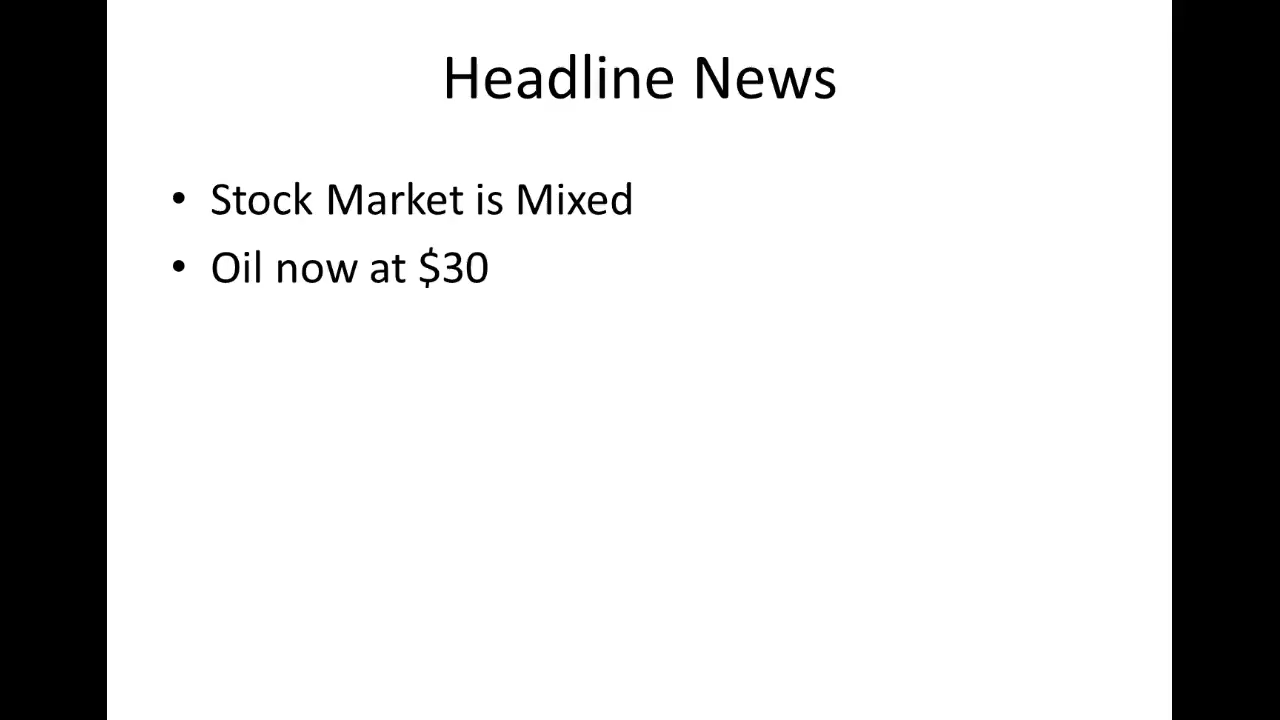 Headline News
• Stock Market is Mixed
• Oil now at $30